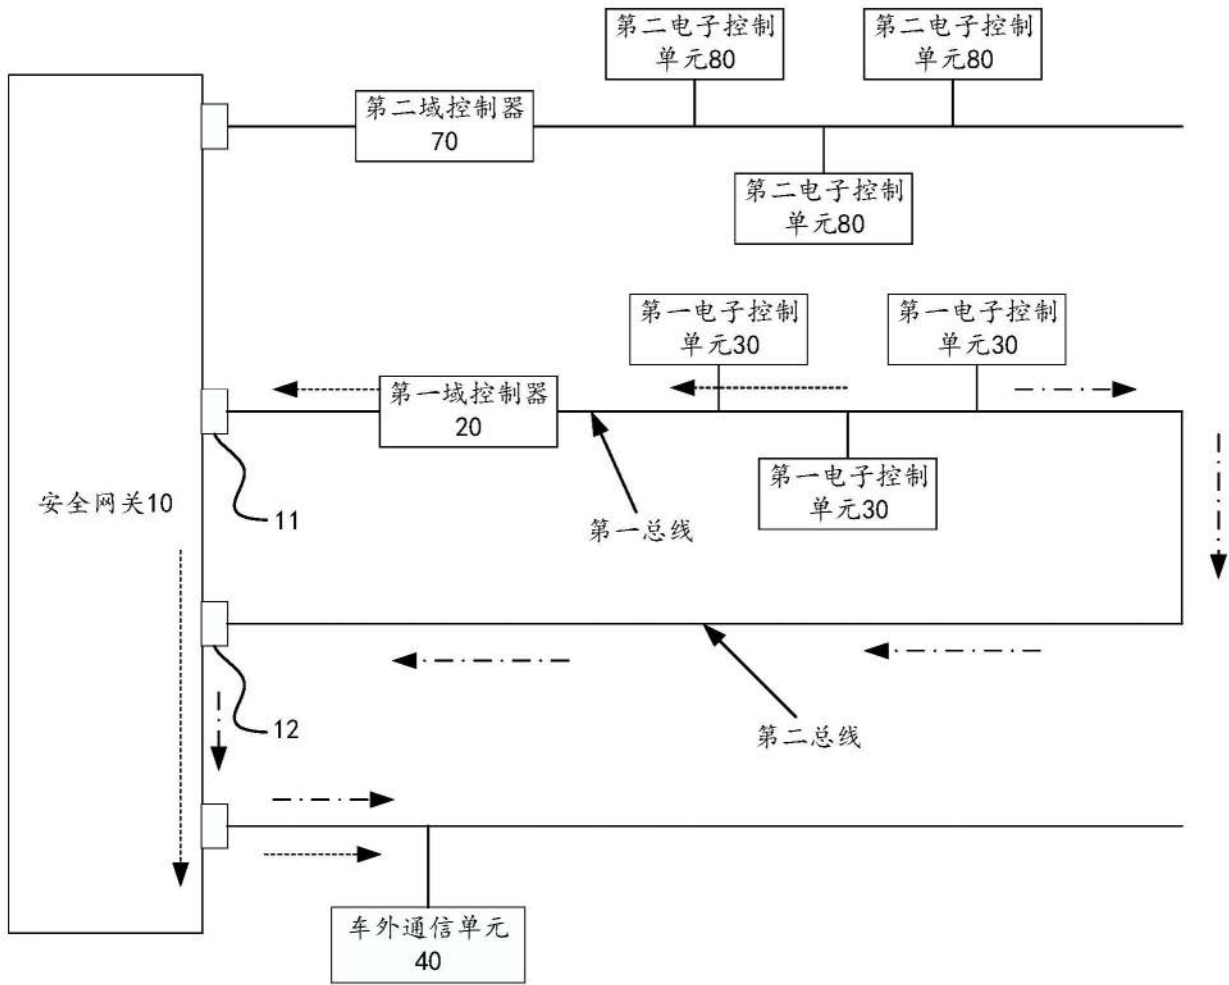 第二电子控制
单元80
第二电子控制
单元80
第二域控制器
70
第二电子控制
单元80
第一电子控制
单元30
第一电子控制
单元30
第一域控制器
20
第一电子控制
单元30
安全网关10
11
第一总线
12
第二总线
车外通信单元
40